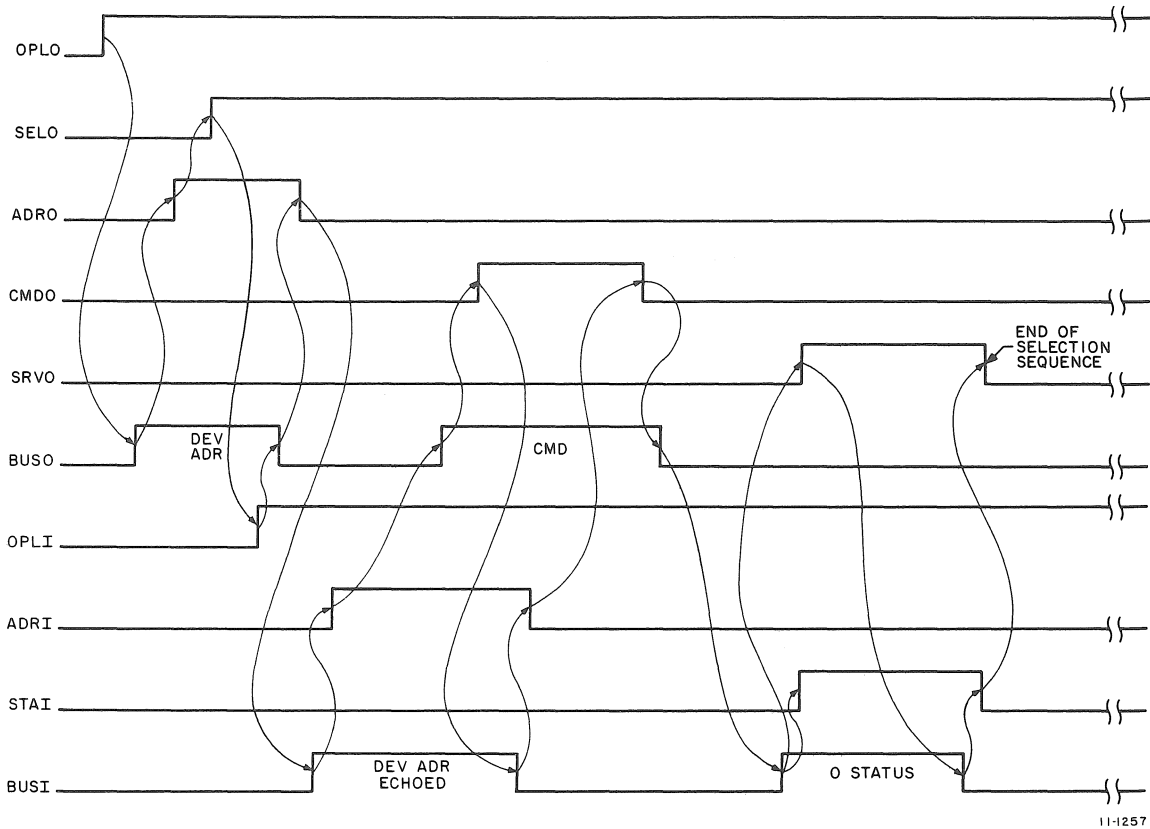 OPLO
SELO
ADRO
CMDO
SRVO
END OF
SELECTION
SEQUENCE
BUSO
DEV
ADR
CMD
OPLI
ADRI
STAI
BUSI
DEV ADR
ECHOED
O STATUS
11-1257